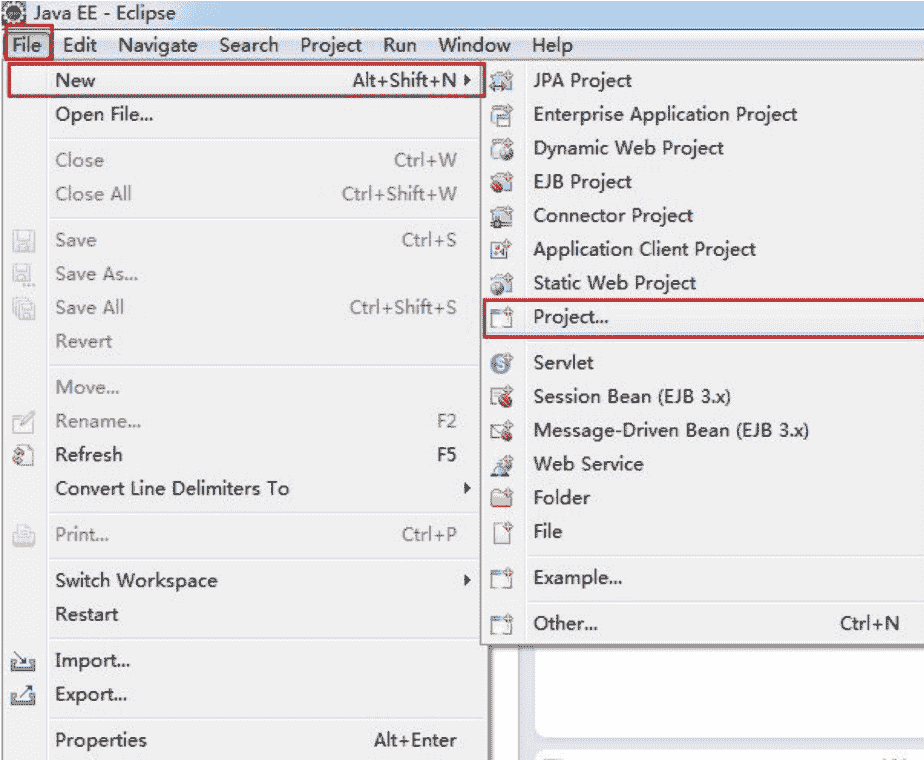 Java EE - Eclipse
File Edit Navigate Search Project Run Window Help
New Alt+Shift+N
Open File...
Close Ctrl+W
Close All Ctrl+Shift+W
Save Ctrl+S
Save As...
Save All Ctrl+Shift+S
Revert
Move...
Rename... F2
Refresh F5
Convert Line Delimiters To
Print... Ctrl+P
Switch Workspace
Restart
Import...
Export...
Properties Alt+Enter
JPA Project
Enterprise Application Project
Dynamic Web Project
EJB Project
Connector Project
Application Client Project
Static Web Project
Project...
Servlet
Session Bean (EJB 3.x)
Message-Driven Bean (EJB 3.x)
Web Service
Folder
File
Example...
Other... Ctrl+N